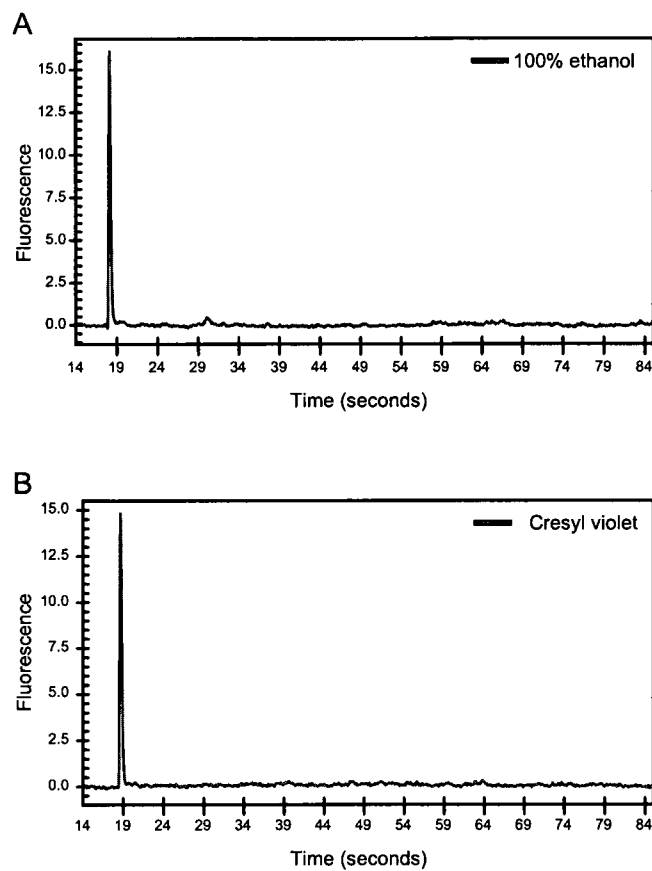 A
100% ethanol
15.0
12.5
10.0
7.5
5.0
2.5
0.0
Fluorescence
14 19 24 29 34 39 44 49 54 59 64 69 74 79 84
Time (seconds)
B
Cresyl violet
15.0
12.5
10.0
7.5
5.0
2.5
0.0
Fluorescence
14 19 24 29 34 39 44 49 54 59 64 69 74 79 84
Time (seconds)